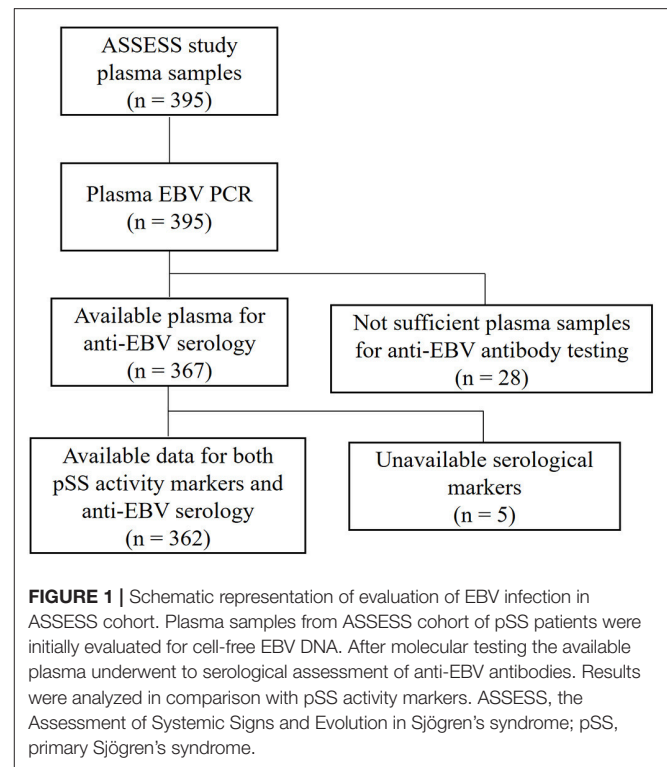 ASSESS study
plasma samples
(n = 395)
Plasma EBV PCR
(n = 395)
Available plasma for
anti-EBV serology
(n = 367)
Not sufficient plasma samples
for anti-EBV antibody testing
(n = 28)
Available data for both
pSS activity markers and
anti-EBV serology
(n = 362)
Unavailable serological
markers
(n = 5)
FIGURE 1 | Schematic representation of evaluation of EBV infection in
ASSESS cohort. Plasma samples from ASSESS cohort of pSS patients were
initially evaluated for cell-free EBV DNA. After molecular testing the available
plasma underwent to serological assessment of anti-EBV antibodies. Results
were analyzed in comparison with pSS activity markers. ASSESS, the
Assessment of Systemic Signs and Evolution in Sjögren's syndrome; pSS,
primary Sjögren's syndrome.